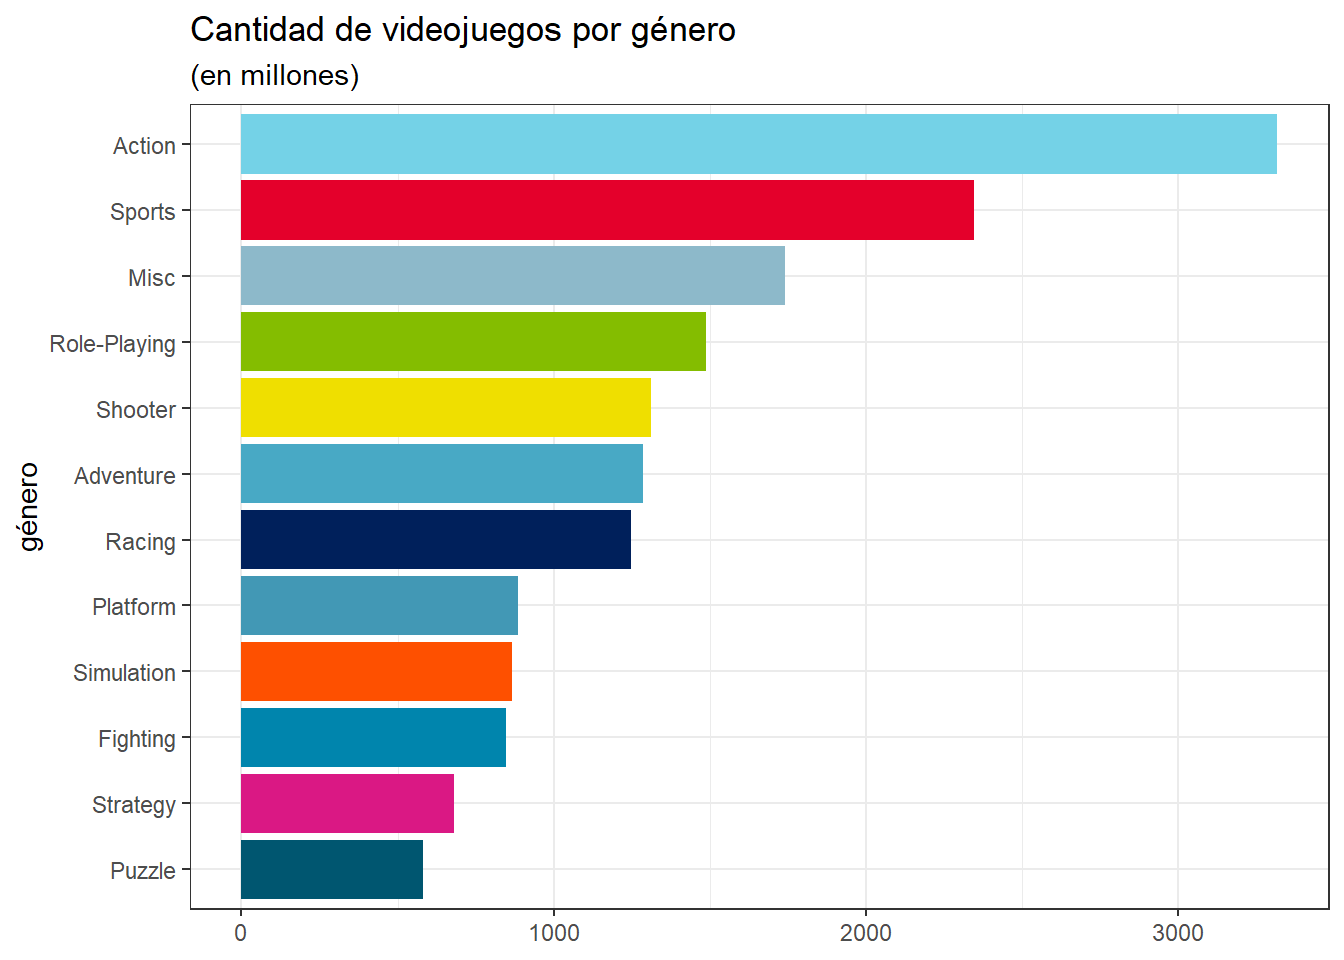 Cantidad de videojuegos por género
(en millones)
Action
Sports
Misc
Role-Playing
Shooter
Adventure
Racing
Platform
Simulation
Fighting
Strategy
Puzzle
género
0 1000 2000 3000